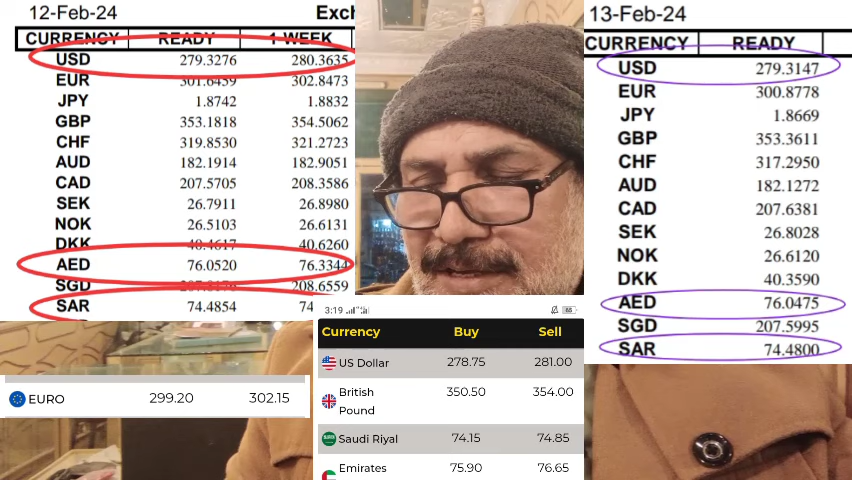 12-Feb-24
Exch
CURRENCY READY 1-WEEK
USD 279.3276 280.3635
EUR 301.6459 302.8473
JPY 1.8742 1.8832
GBP 353.1818 354.5062
CHF 319.8530 321.2723
AUD 182.1914 182.9051
CAD 207.5705 208.3586
SEK 26.7911 26.8980
NOK 26.5103 26.6131
DKK 40.4617 40.6260
AED 76.0520 76.3344
SGD 208.6559
SAR 74.4854 74
EURO 299.20 302.15
3:19 88
Currency Buy Sell
US Dollar 278.75 281.00
British Pound 350.50 354.00
Saudi Riyal 74.15 74.85
Emirates 75.90 76.65
13-Feb-24
CURRENCY READY
USD 279.3147
EUR 300.8778
JPY 1.8669
GBP 353.3611
CHF 317.2950
AUD 182.1272
CAD 207.6381
SEK 26.8028
NOK 26.6120
DKK 40.3590
AED 76.0475
SGD 207.5995
SAR 74.4800